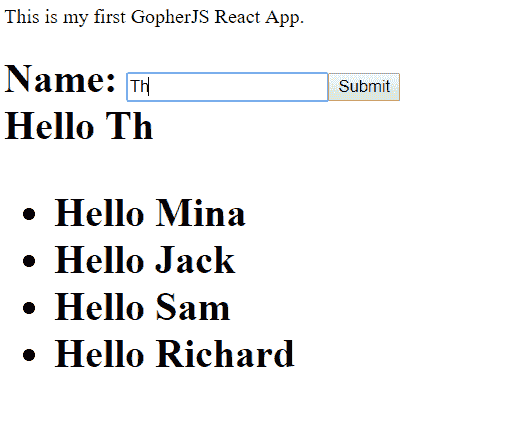 This is my first GopherJS React App.
Name: Th Submit
Hello Th
Hello Mina
Hello Jack
Hello Sam
Hello Richard